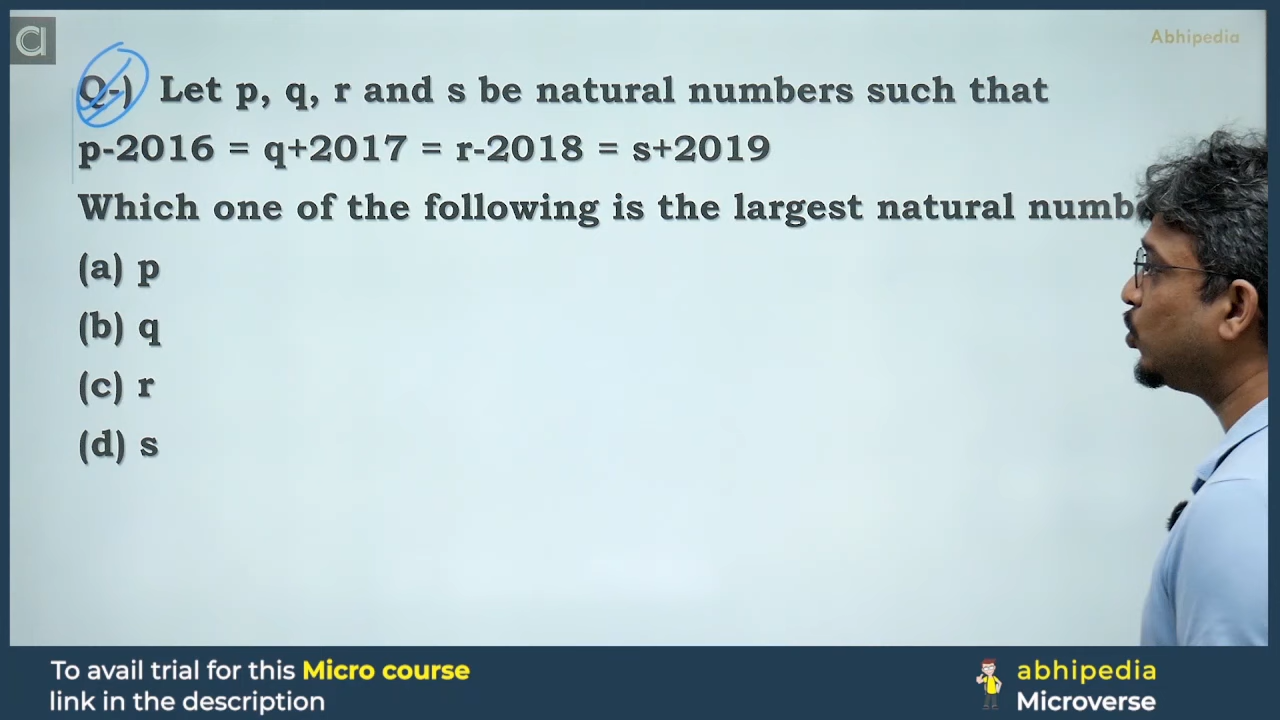 Abhipedia
Q-) Let p, q, r and s be natural numbers such that
p-2016 = q+2017 = r-2018 = s+2019
Which one of the following is the largest natural
(a) p
(b) q
(c) r
(d) s
To avail trial for this Micro course
link in the description
abhipedia
Microverse